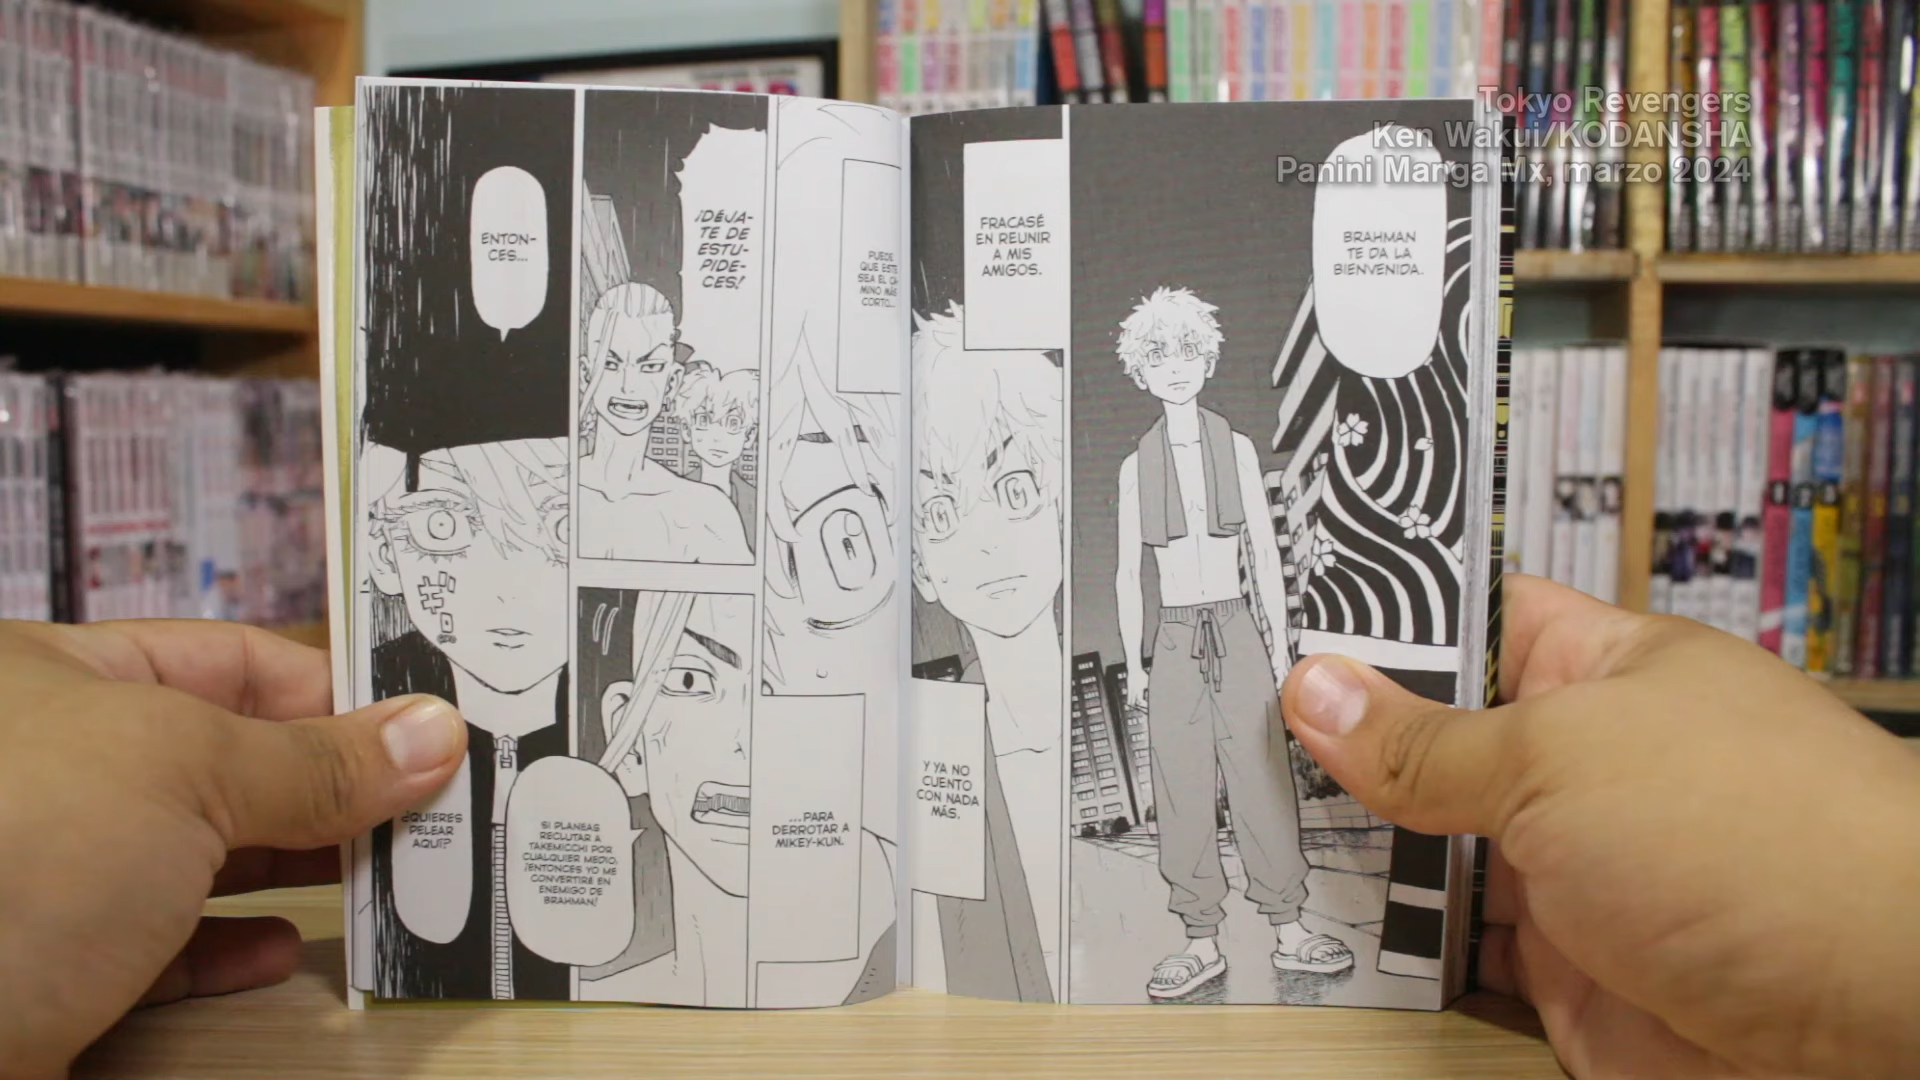 Tokyo Revengers
Ken Wakui/KODANSHA
Panini Manga Mx, marzo 2024
BRAHMAN
TE DA LA
BIENVENIDA.
FRACASÉ
EN REUNIR
A MIS
AMIGOS.
Y YA NO
CUENTO
CON NADA
MÁS.
PUEDE
QUE ESTE
SEA EL CA-
MINO MÁS
CORTO...
...PARA
DERROTAR A
MIKEY-KUN.
¡DÉJA-
TE DE
ESTU-
PIDE-
CES!
SI PLANEAS
RECLUTAR A
TAKEMICCHI POR
CUALQUIER MEDIO,
¡ENTONCES YO ME
CONVERTIRÉ EN
ENEMIGO DE
BRAHMAN!
ENTON-
CES...
¿QUIERES
PELEAR
AQUÍ?